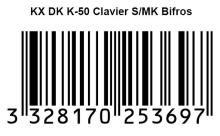 KX DK K-50 Clavier S/MK Bifros
3 328170 253697